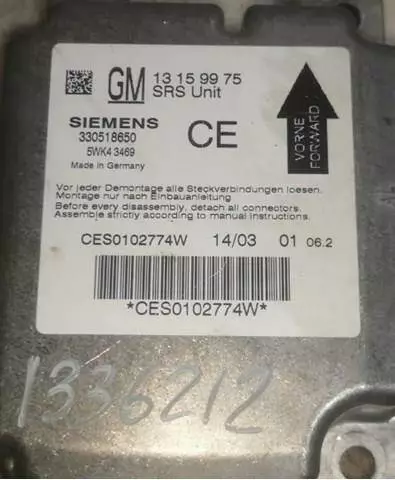 GM 13 15 99 75
SRS Unit
SIEMENS
330518650
5WK4 3469
Made in Germany
CE
VORNE
FORWARD
Vor jeder Demontage alle Steckverbindungen loesen.
Montage nur nach Einbauanleitung
Before every disassembly, detach all connectors.
Assemble strictly according to manual instructions.
CES0102774W 14/03 01 06.2
*CES0102774W*
1336212